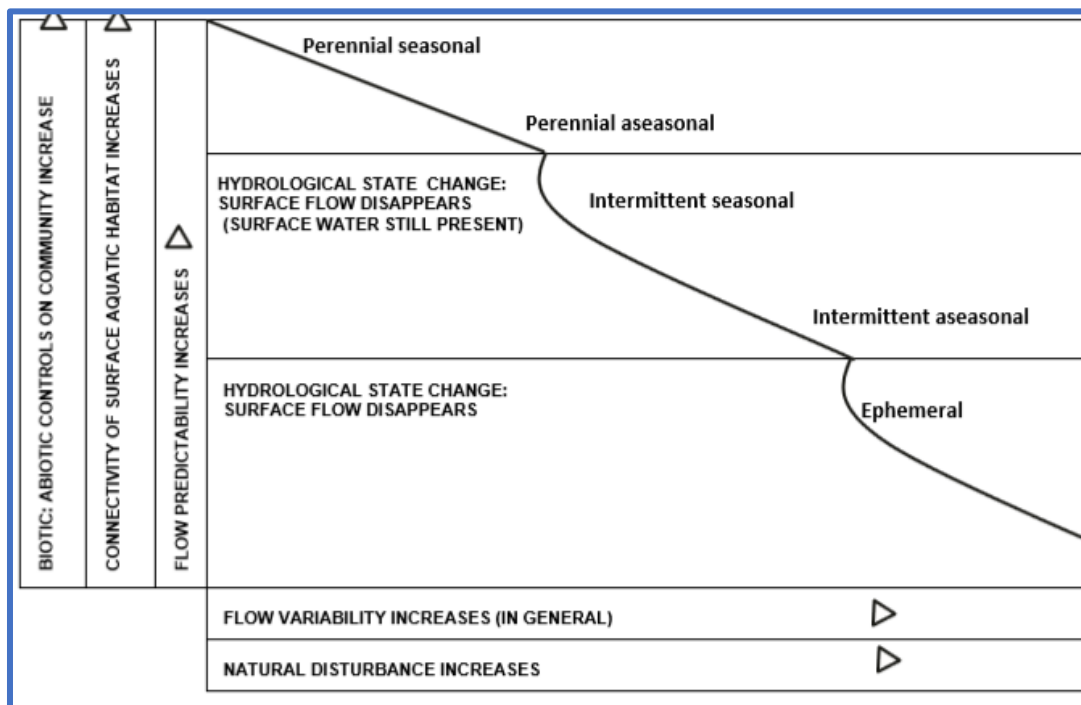 BIOTIC: ABIOTIC CONTROLS ON COMMUNITY INCREASE
CONNECTIVITY OF SURFACE AQUATIC HABITAT INCREASES
FLOW PREDICTABILITY INCREASES
Perennial seasonal
Perennial aseasonal
HYDROLOGICAL STATE CHANGE:
SURFACE FLOW DISAPPEARS
(SURFACE WATER STILL PRESENT)
Intermittent seasonal
Intermittent aseasonal
HYDROLOGICAL STATE CHANGE:
SURFACE FLOW DISAPPEARS
Ephemeral
FLOW VARIABILITY INCREASES (IN GENERAL)
NATURAL DISTURBANCE INCREASES